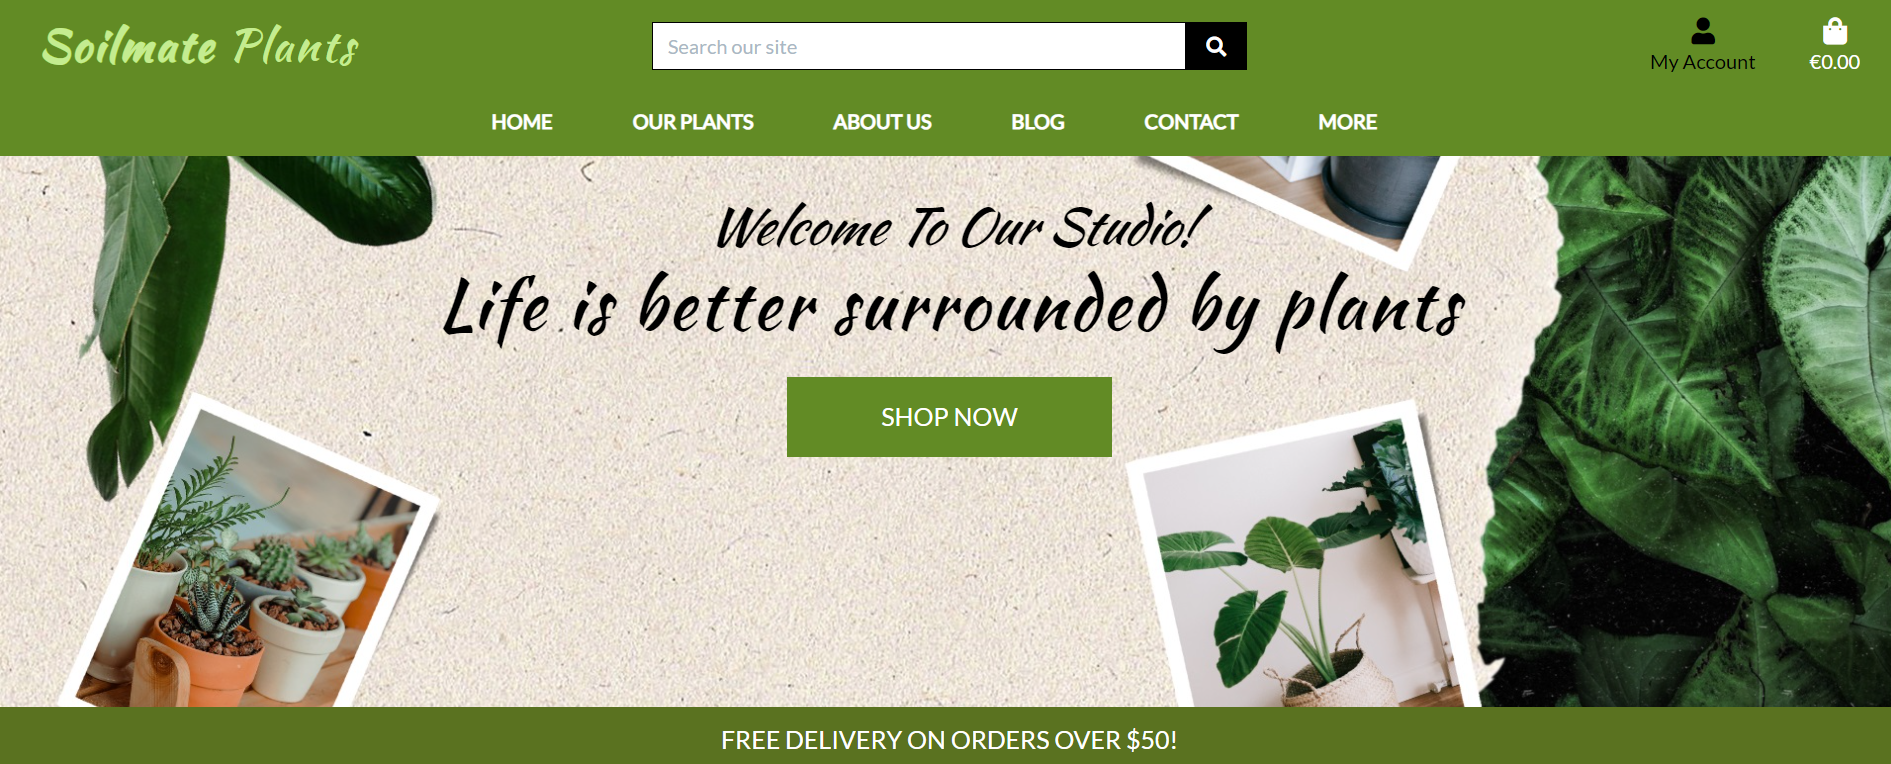 Soilmate Plants
Search our site
My Account
€0.00
HOME OUR PLANTS ABOUT US BLOG CONTACT MORE
Welcome To Our Studio!
Life is better surrounded by plants
SHOP NOW
FREE DELIVERY ON ORDERS OVER $50!